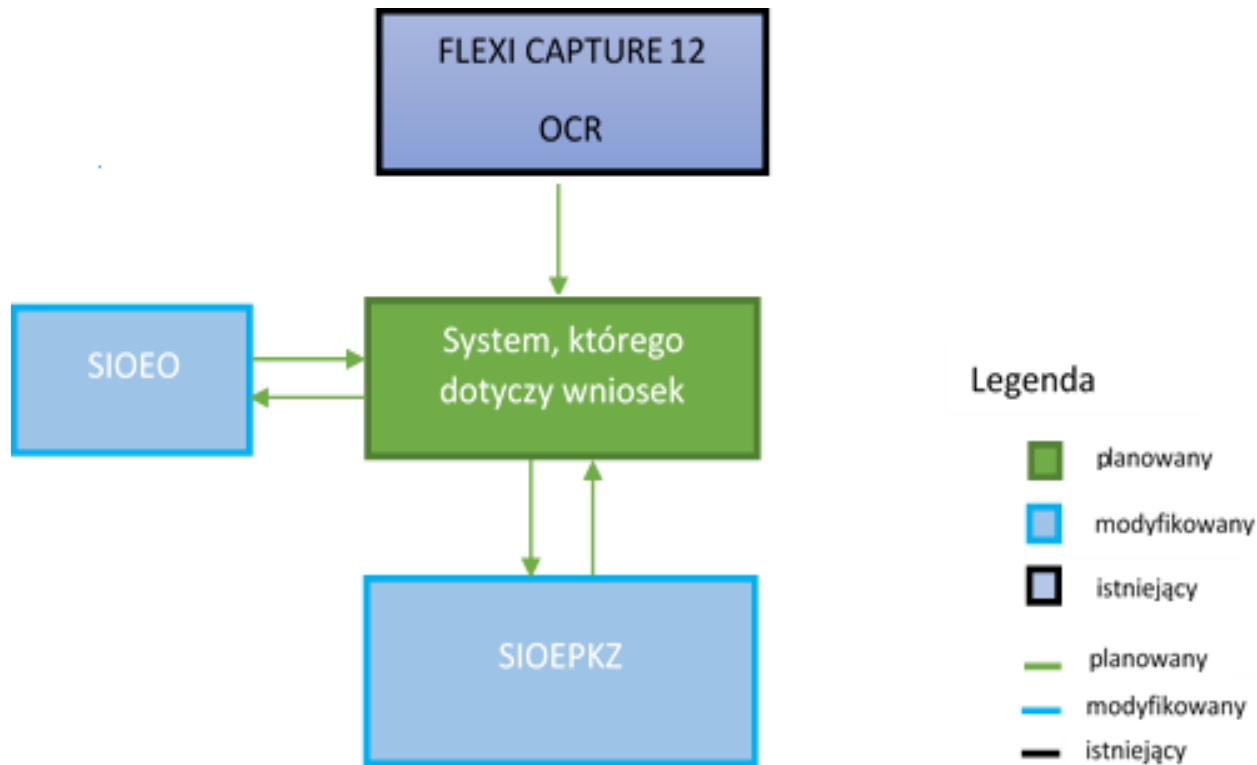 FLEXI CAPTURE 12
OCR
SIOEO
System, którego
dotyczy wniosek
SIOEPKZ
Legenda
planowany
modyfikowany
istniejący
planowany
modyfikowany
istniejący